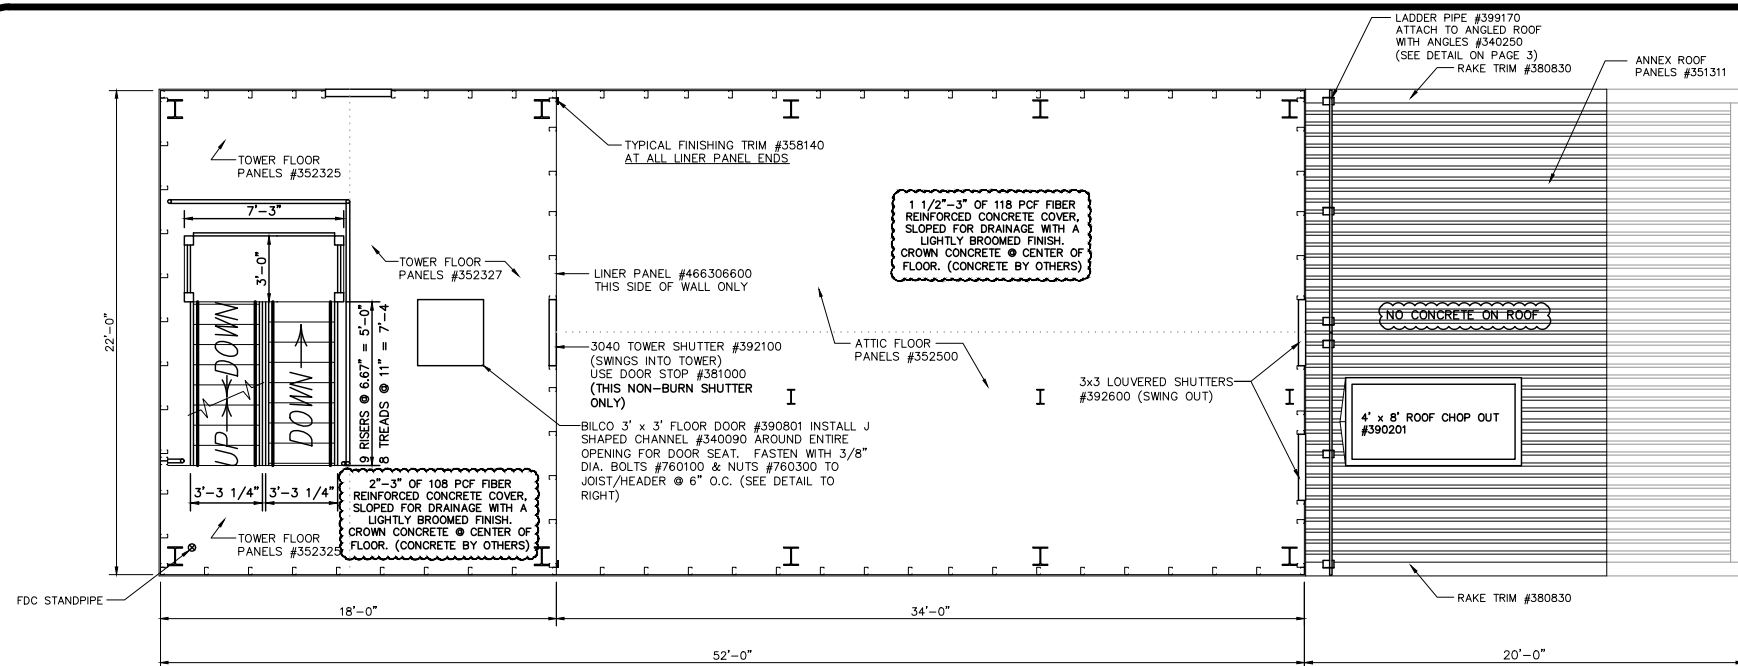 LADDER PIPE #399170
ATTACH TO ANGLED ROOF
WITH ANGLES #340250
(SEE DETAIL ON PAGE 3)
RAKE TRIM #380830
ANNEX ROOF
PANELS #351311
TOWER FLOOR
PANELS #352325
TYPICAL FINISHING TRIM #358140
AT ALL LINER PANEL ENDS
1 1/2"-3" OF 118 PCF FIBER
REINFORCED CONCRETE COVER,
SLOPED FOR DRAINAGE WITH A
LIGHTLY BROOMED FINISH.
CROWN CONCRETE @ CENTER OF
FLOOR. (CONCRETE BY OTHERS)
7'-3"
3'-0"
TOWER FLOOR
PANELS #352327
LINER PANEL #466306600
THIS SIDE OF WALL ONLY
22'-0"
UP
DOWN
DOWN
9 RISERS @ 6.67" = 5'-0"
8 TREADS @ 11" = 7'-4
3040 TOWER SHUTTER #392100
(SWINGS INTO TOWER)
USE DOOR STOP #381000
(THIS NON-BURN SHUTTER
ONLY)
ATTIC FLOOR
PANELS #352500
NO CONCRETE ON ROOF
3x3 LOUVERED SHUTTERS
#392600 (SWING OUT)
4' x 8' ROOF CHOP OUT
#390201
BILCO 3' x 3' FLOOR DOOR #390801 INSTALL J
SHAPED CHANNEL #340090 AROUND ENTIRE
OPENING FOR DOOR SEAT. FASTEN WITH 3/8"
DIA. BOLTS #760100 & NUTS #760300 TO
JOIST/HEADER @ 6" O.C. (SEE DETAIL TO
RIGHT)
3'-3 1/4"
3'-3 1/4"
2"-3" OF 108 PCF FIBER
REINFORCED CONCRETE COVER,
SLOPED FOR DRAINAGE WITH A
LIGHTLY BROOMED FINISH.
CROWN CONCRETE @ CENTER OF
FLOOR. (CONCRETE BY OTHERS)
TOWER FLOOR
PANELS #352325
FDC STANDPIPE
RAKE TRIM #380830
18'-0"
34'-0"
52'-0"
20'-0"